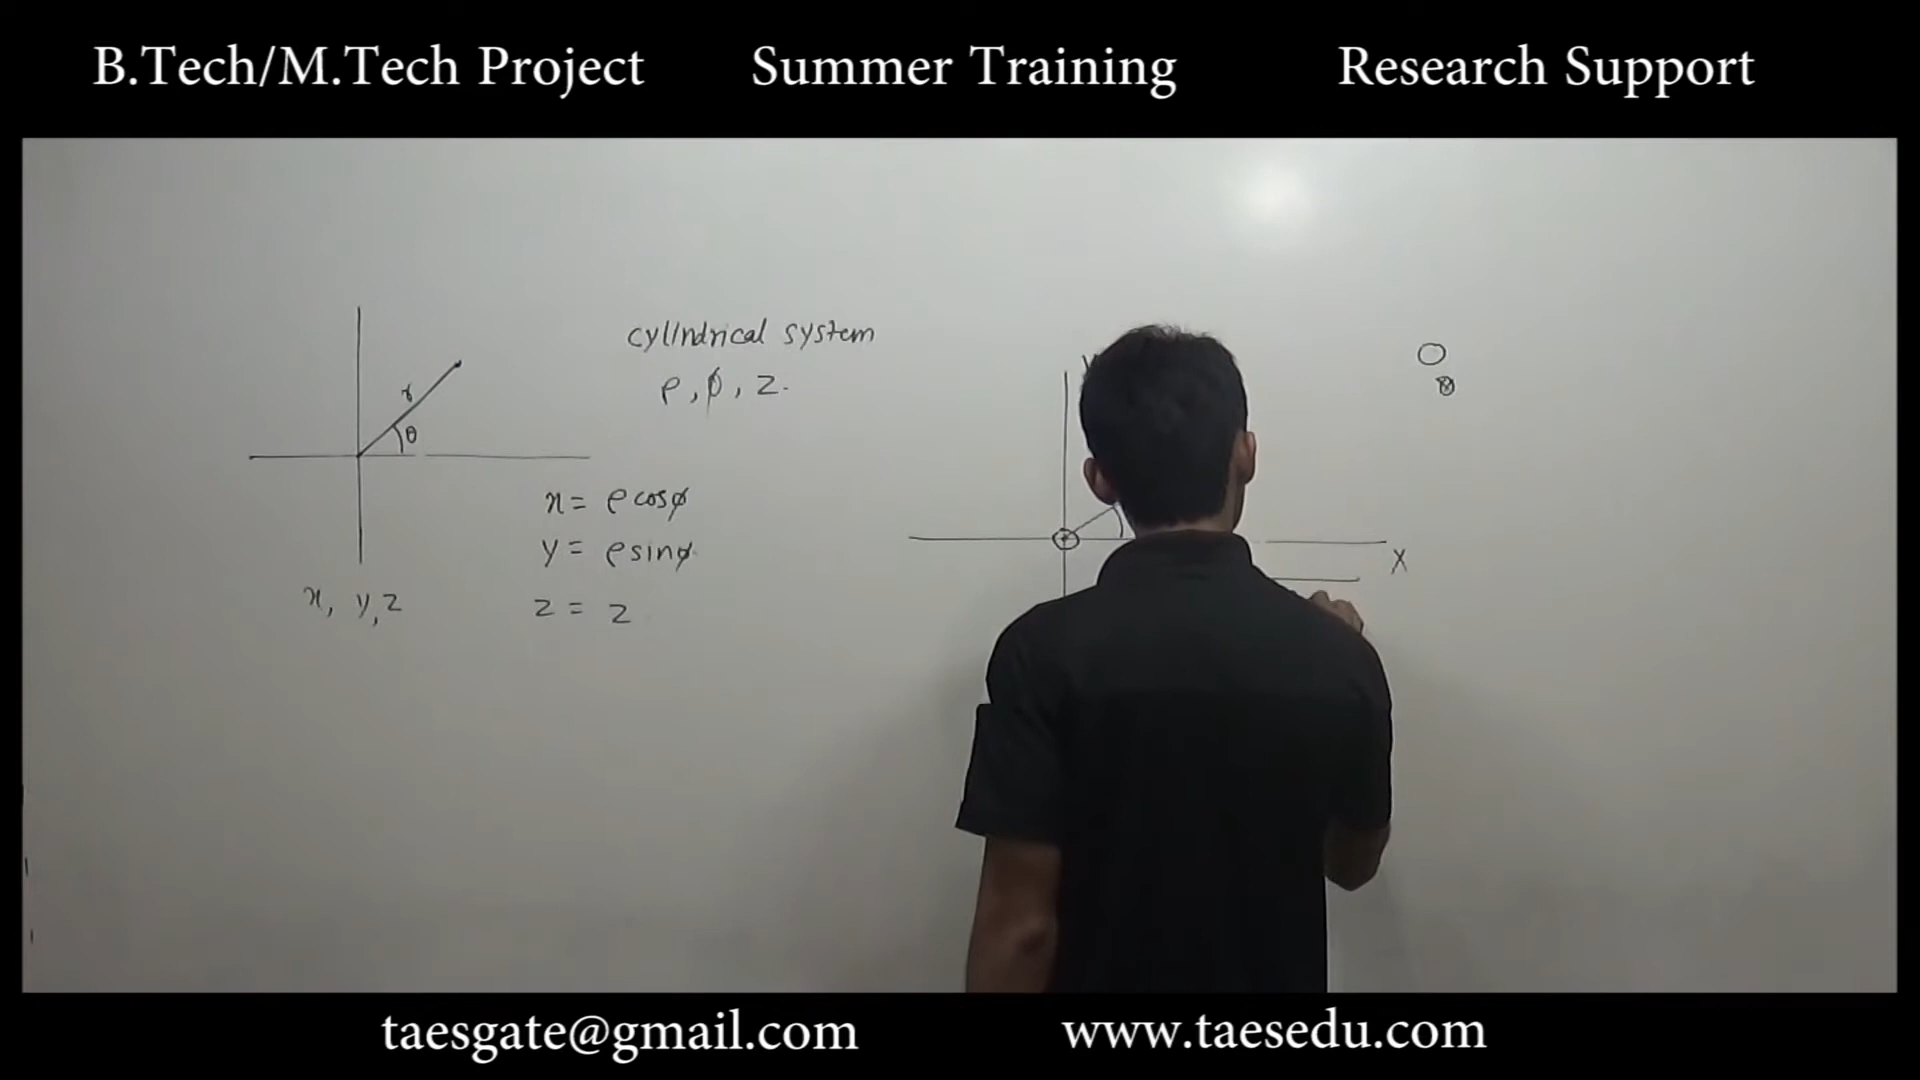 B.Tech/M.Tech Project Summer Training Research Support
cylindrical system
ρ, ϕ, z.
r
θ
x = ρ cosϕ
y = ρ sinϕ
x, y, z
z = z
X
taesgate@gmail.com www.taesedu.com